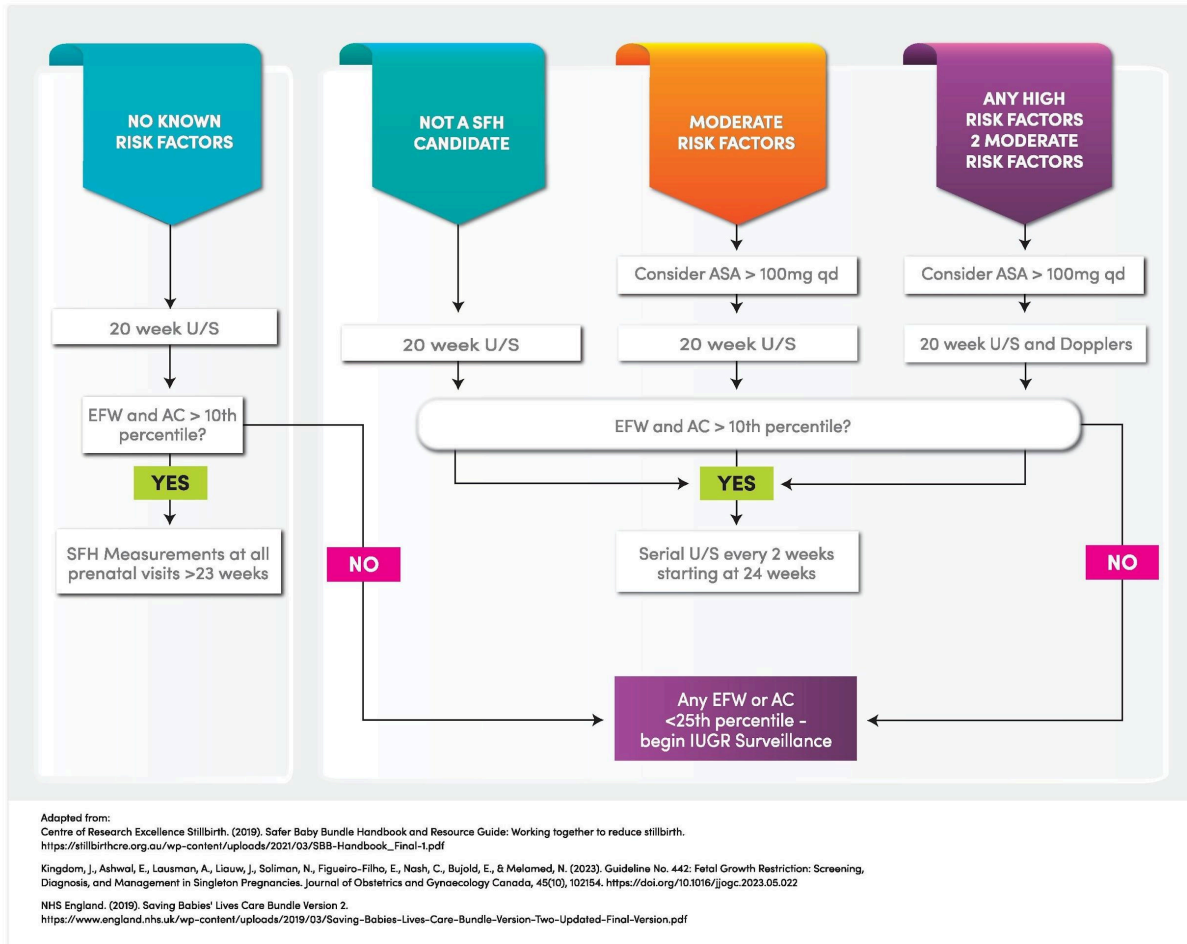 NO KNOWN
RISK FACTORS
20 week U/S
EFW and AC > 10th
percentile?
YES
SFH Measurements at all
prenatal visits >23 weeks
NO
NOT A SFH
CANDIDATE
20 week U/S
MODERATE
RISK FACTORS
Consider ASA > 100mg qd
20 week U/S
ANY HIGH
RISK FACTORS
2 MODERATE
RISK FACTORS
Consider ASA > 100mg qd
20 week U/S and Dopplers
EFW and AC > 10th percentile?
YES
Serial U/S every 2 weeks
starting at 24 weeks
NO
Any EFW or AC
<25th percentile -
begin IUGR Surveillance
Adapted from:
Centre of Research Excellence Stillbirth. (2019). Safer Baby Bundle Handbook and Resource Guide: Working together to reduce stillbirth.
https://stillbirthcre.org.au/wp-content/uploads/2021/03/SBB-Handbook_Final-1.pdf
Kingdom, J., Ashwal, E., Lausman, A., Liauw, J., Soliman, N., Figueiro-Filho, E., Nash, C., Bujold, E., & Melamed, N. (2023). Guideline No. 442: Fetal Growth Restriction: Screening,
Diagnosis, and Management in Singleton Pregnancies. Journal of Obstetrics and Gynaecology Canada, 45(10), 102154. https://doi.org/10.1016/jjogc.2023.05.022
NHS England. (2019). Saving Babies' Lives Care Bundle Version 2.
https://www.england.nhs.uk/wp-content/uploads/2019/03/Saving-Babies-Lives-Care-Bundle-Version-Two-Updated-Final-Version.pdf